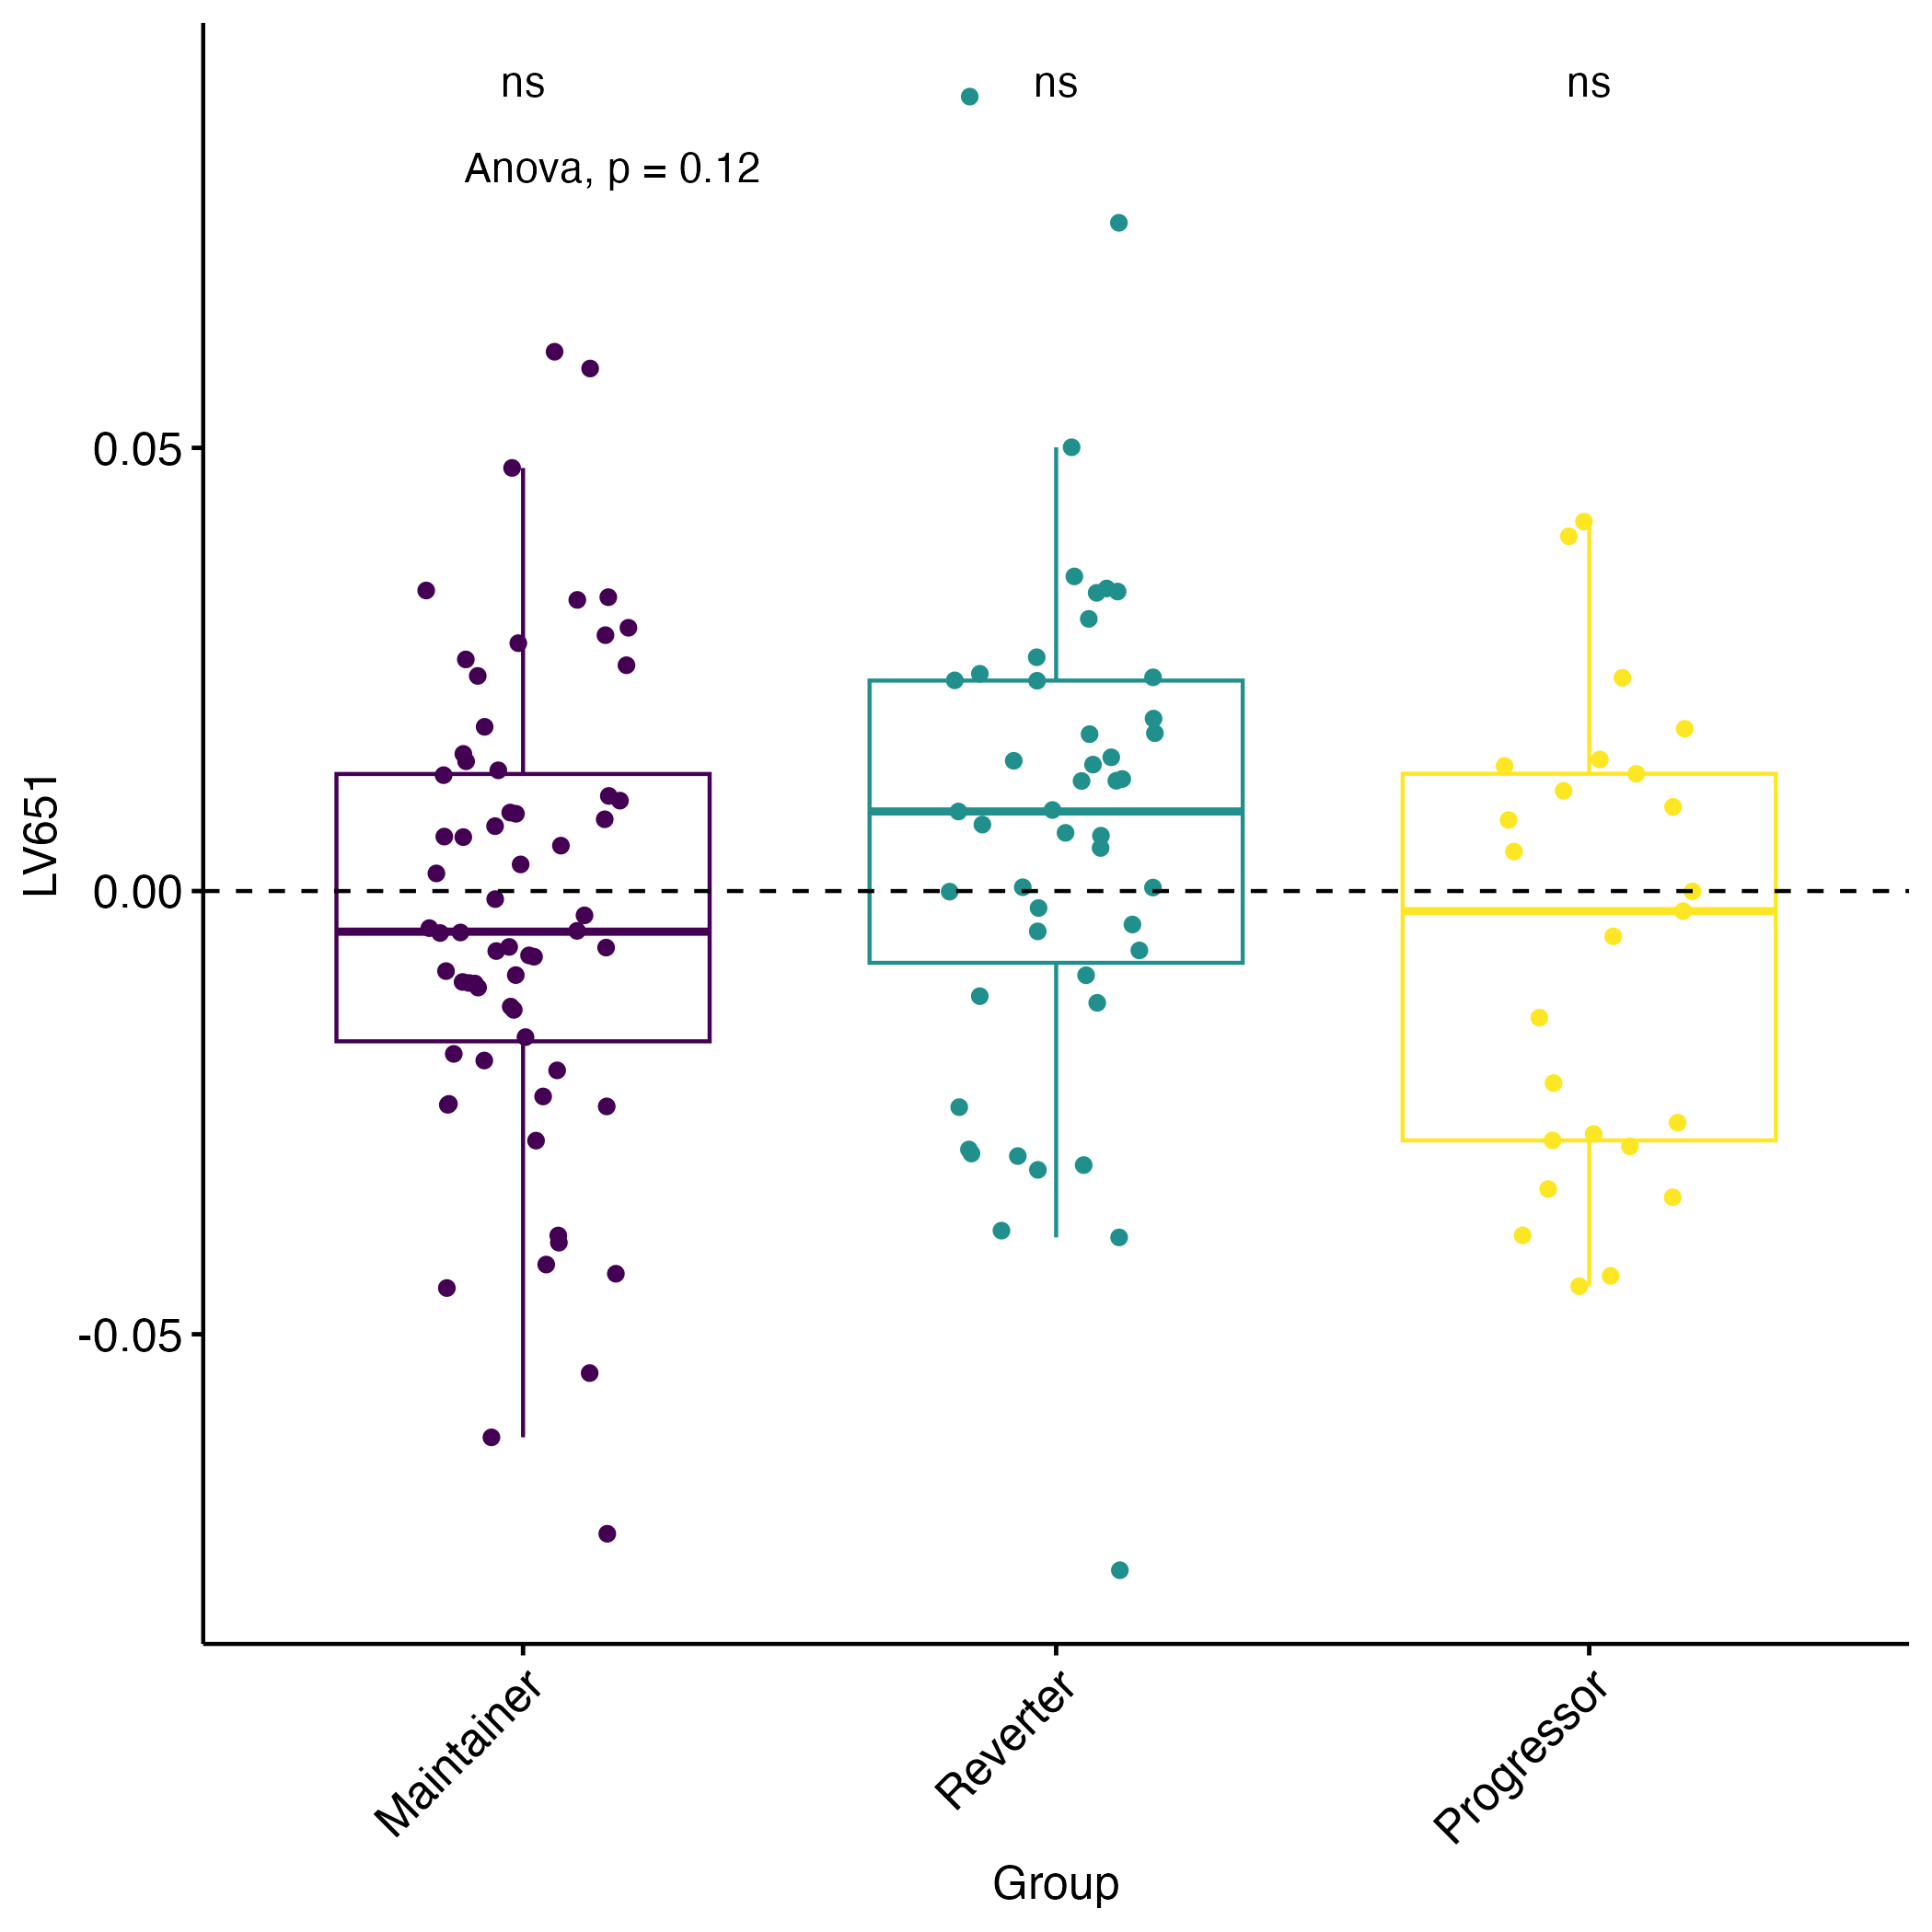 ns ns ns
Anova, p = 0.12
LV651
0.05
0.00
-0.05
Maintainer
Reverter
Progressor
Group